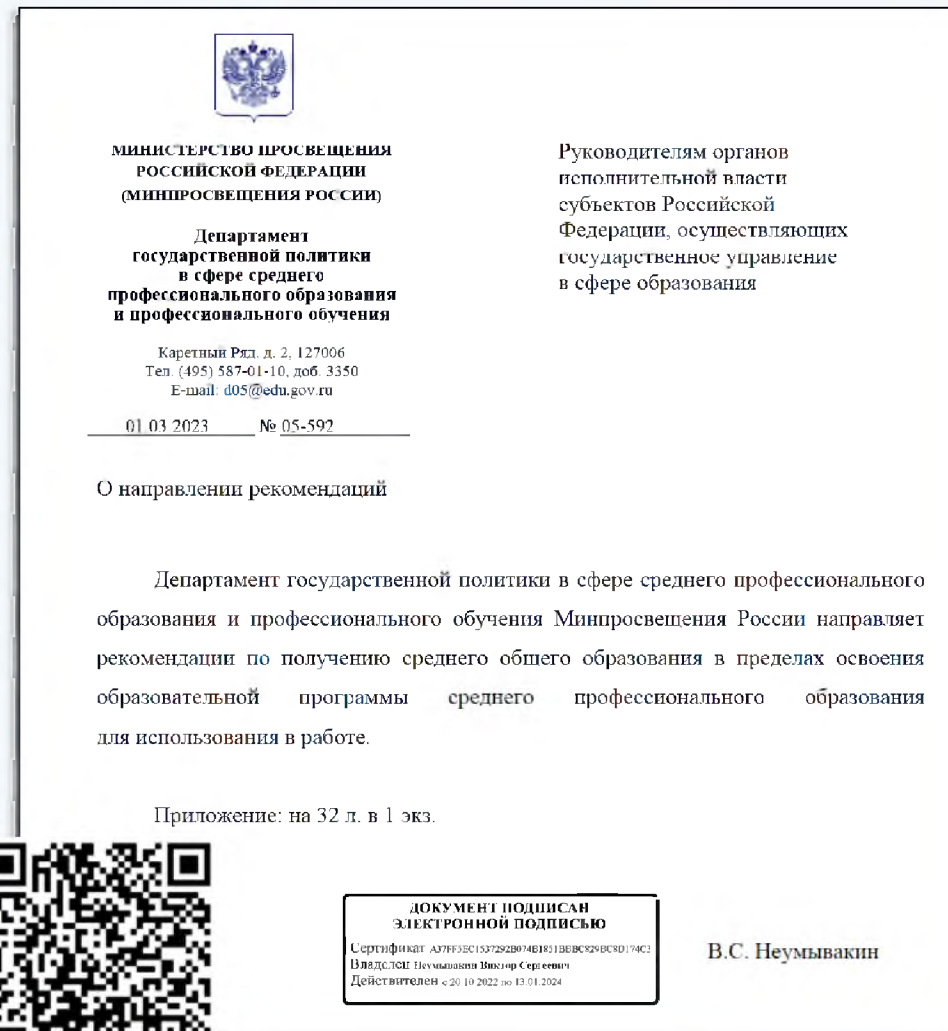 МИНИСТЕРСТВО ПРОСВЕЩЕНИЯ
РОССИЙСКОЙ ФЕДЕРАЦИИ
(МИНПРОСВЕЩЕНИЯ РОССИИ)
Департамент
государственной политики
в сфере среднего
профессионального образования
и профессионального обучения
Каретный Ряд, д. 2, 127006
Тел. (495) 587-01-10, доб. 3350
E-mail: d05@edu.gov.ru
01.03.2023 № 05-592
Руководителям органов
исполнительной власти
субъектов Российской
Федерации, осуществляющих
государственное управление
в сфере образования
О направлении рекомендаций
Департамент государственной политики в сфере среднего профессионального
образования и профессионального обучения Минпросвещения России направляет
рекомендации по получению среднего общего образования в пределах освоения
образовательной программы среднего профессионального образования
для использования в работе.
Приложение: на 32 л. в 1 экз.
ДОКУМЕНТ ПОДПИСАН
ЭЛЕКТРОННОЙ ПОДПИСЬЮ
Сертификат
Владелец Неумывакин Виктор Сергеевич
Действителен с 20.10.2022 по 13.01.2024
В.С. Неумывакин